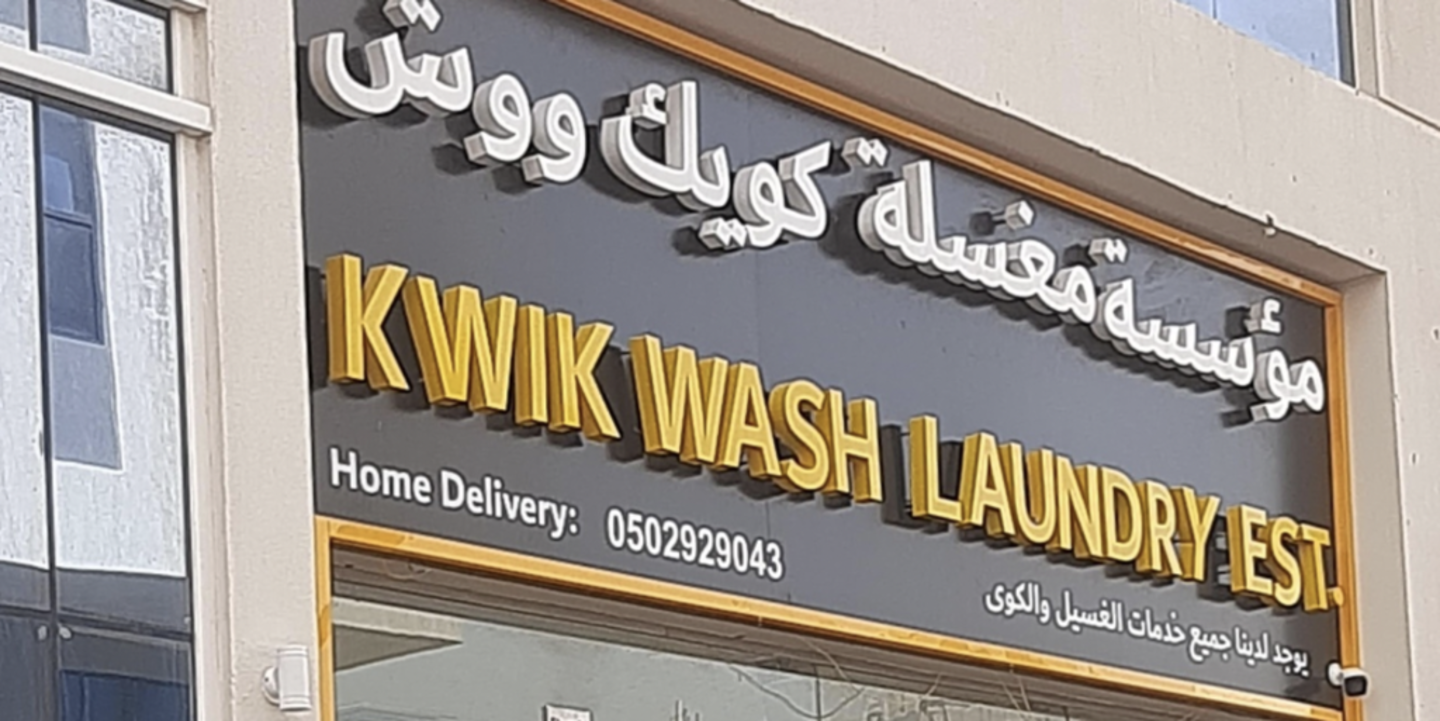 مؤسسة مغسلة كويك ووش
KWIK WASH LAUNDRY EST.
Home Delivery: 0502929043
يوجد لدينا جميع خدمات الغسيل والكوى